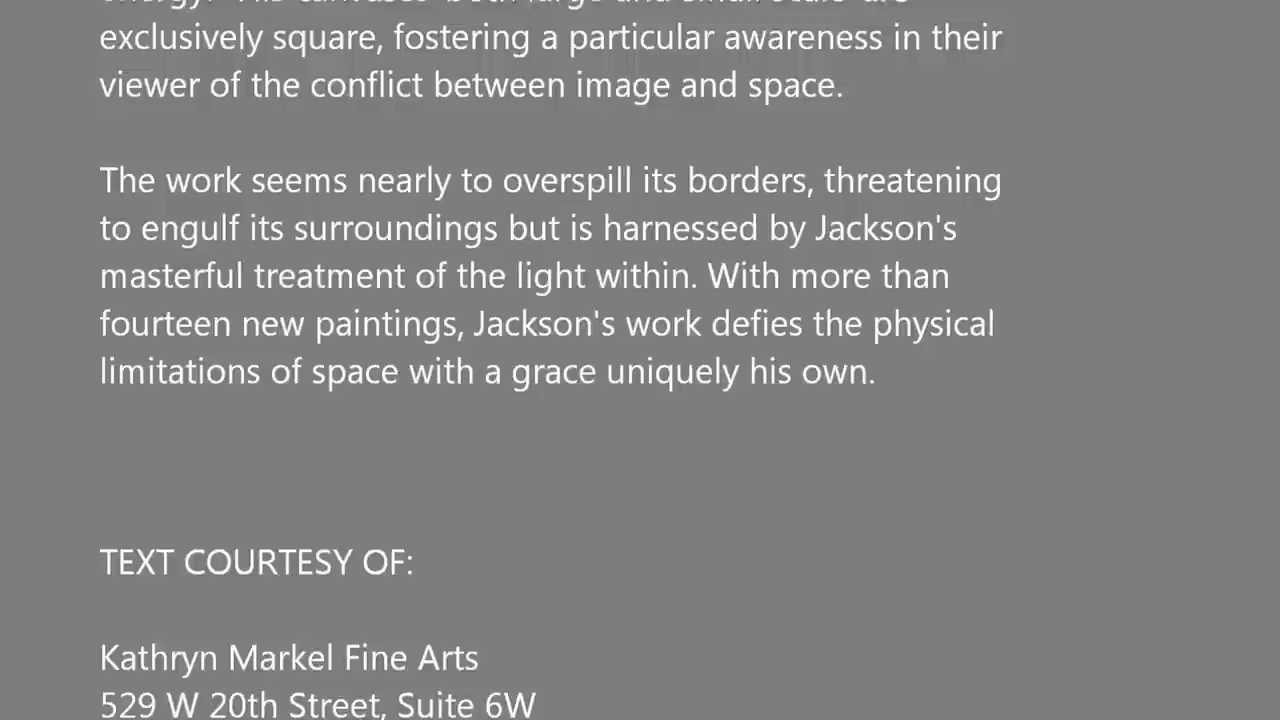 exclusively square, fostering a particular awareness in their
viewer of the conflict between image and space.
The work seems nearly to overspill its borders, threatening
to engulf its surroundings but is harnessed by Jackson's
masterful treatment of the light within. With more than
fourteen new paintings, Jackson's work defies the physical
limitations of space with a grace uniquely his own.
TEXT COURTESY OF:
Kathryn Markel Fine Arts
529 W 20th Street, Suite 6W